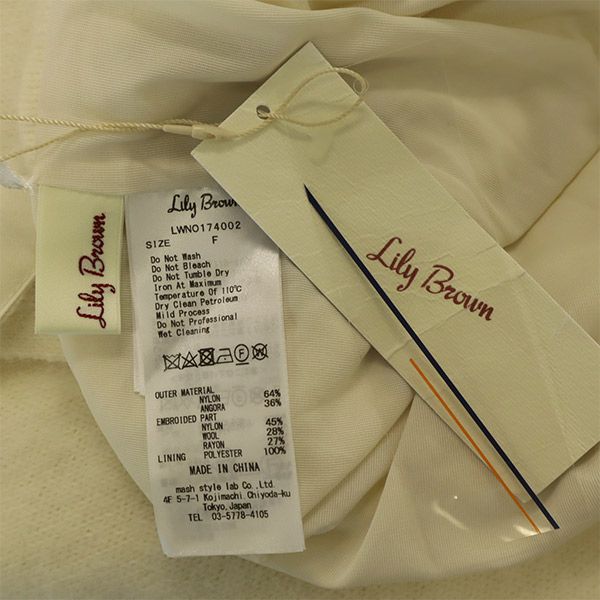 Lily Brown
Lily Brown
LWNO174002
SIZE F
Do Not Wash
Do Not Bleach
Do Not Tumble Dry
Iron At Maximum
Temperature Of 110°C
Dry Clean Petroleum
Mild Process
Do Not Professional
Wet Cleaning
F
OUTER MATERIAL
NYLON 64%
ANGORA 36%
EMBROIDED PART
NYLON 45%
WOOL 28%
RAYON 27%
LINING POLYESTER 100%
MADE IN CHINA
mash style lab Co.,Ltd.
4F 5-7-1 Kojimachi,Chiyoda-ku
Tokyo,Japan
TEL 03-5778-4105
Lily Brown